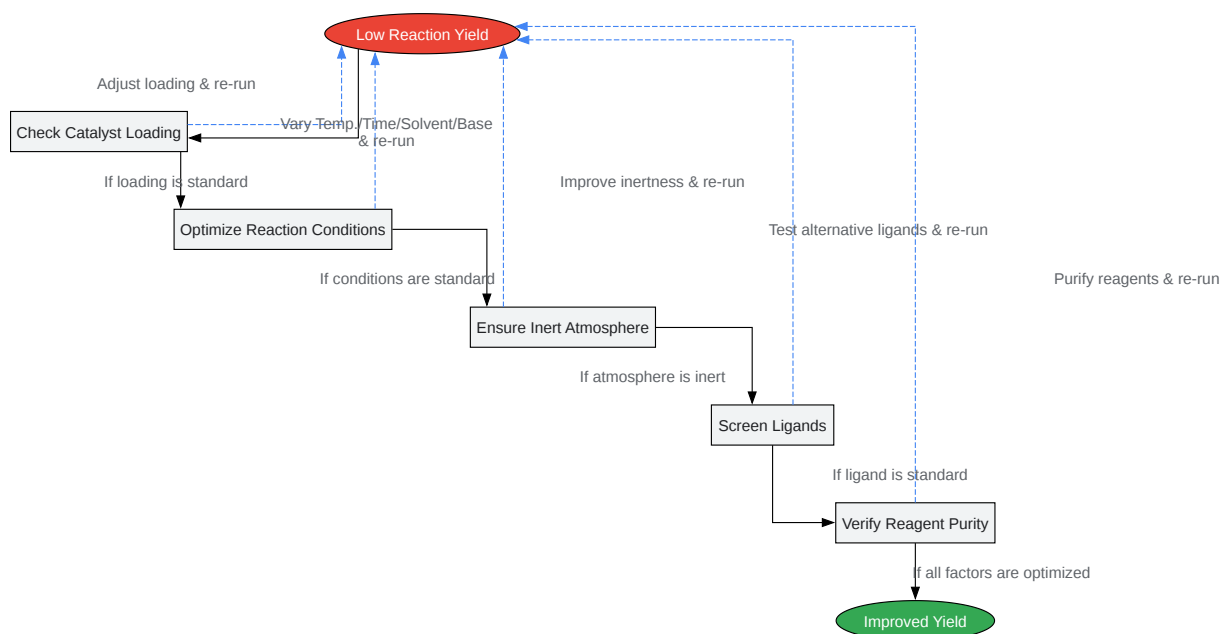 Low Reaction Yield
Adjust loading & re-run
Check Catalyst Loading
Vary Temp./Time/Solvent/Base
& re-run
If loading is standard
Improve inertness & re-run
Optimize Reaction Conditions
Test alternative ligands & re-run
If conditions are standard
Purify reagents & re-run
Ensure Inert Atmosphere
If atmosphere is inert
Screen Ligands
If ligand is standard
Verify Reagent Purity
If all factors are optimized
Improved Yield